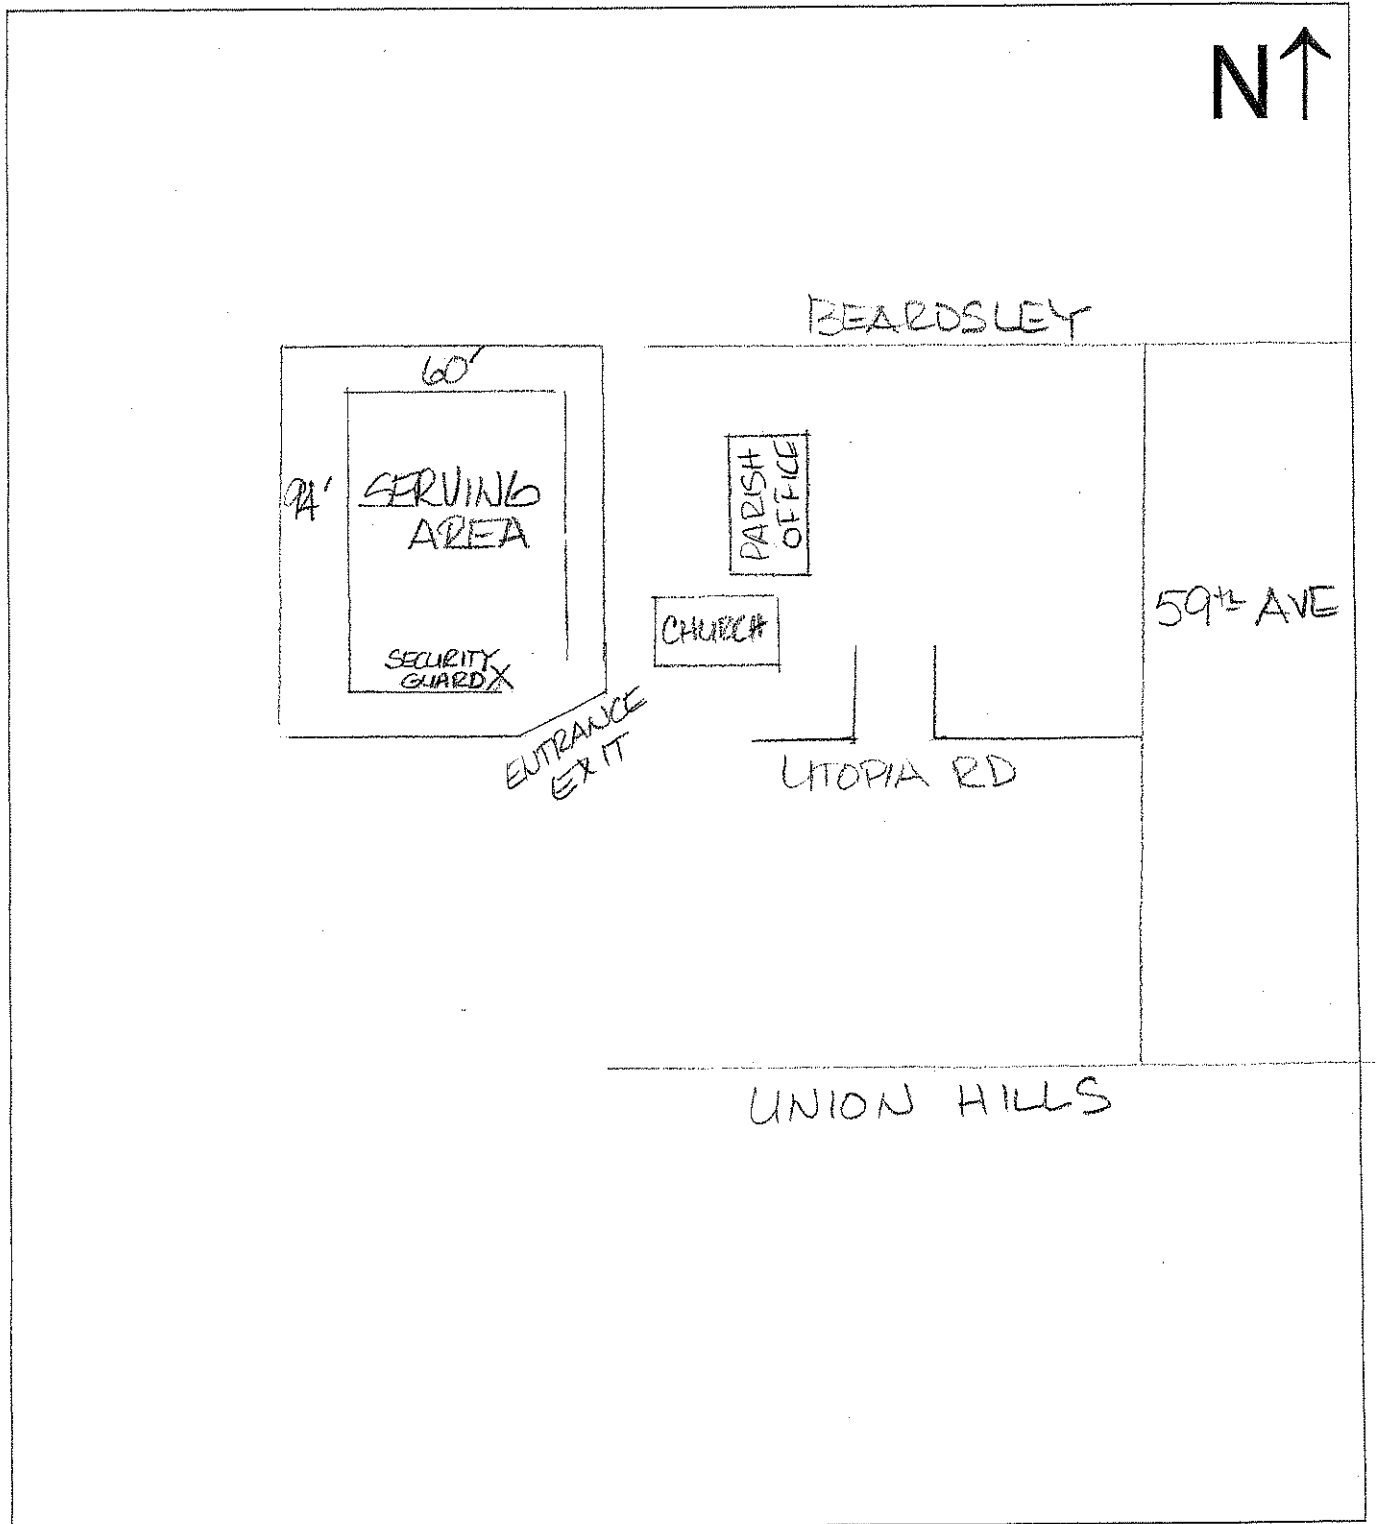 N↑
BEARDSLEY
60'
94'
SERVING
AREA
PARISH
OFFICE
59th AVE
CHURCH
SECURITY
GUARD X
ENTRANCE
EXIT
UTOPIA RD
UNION HILLS